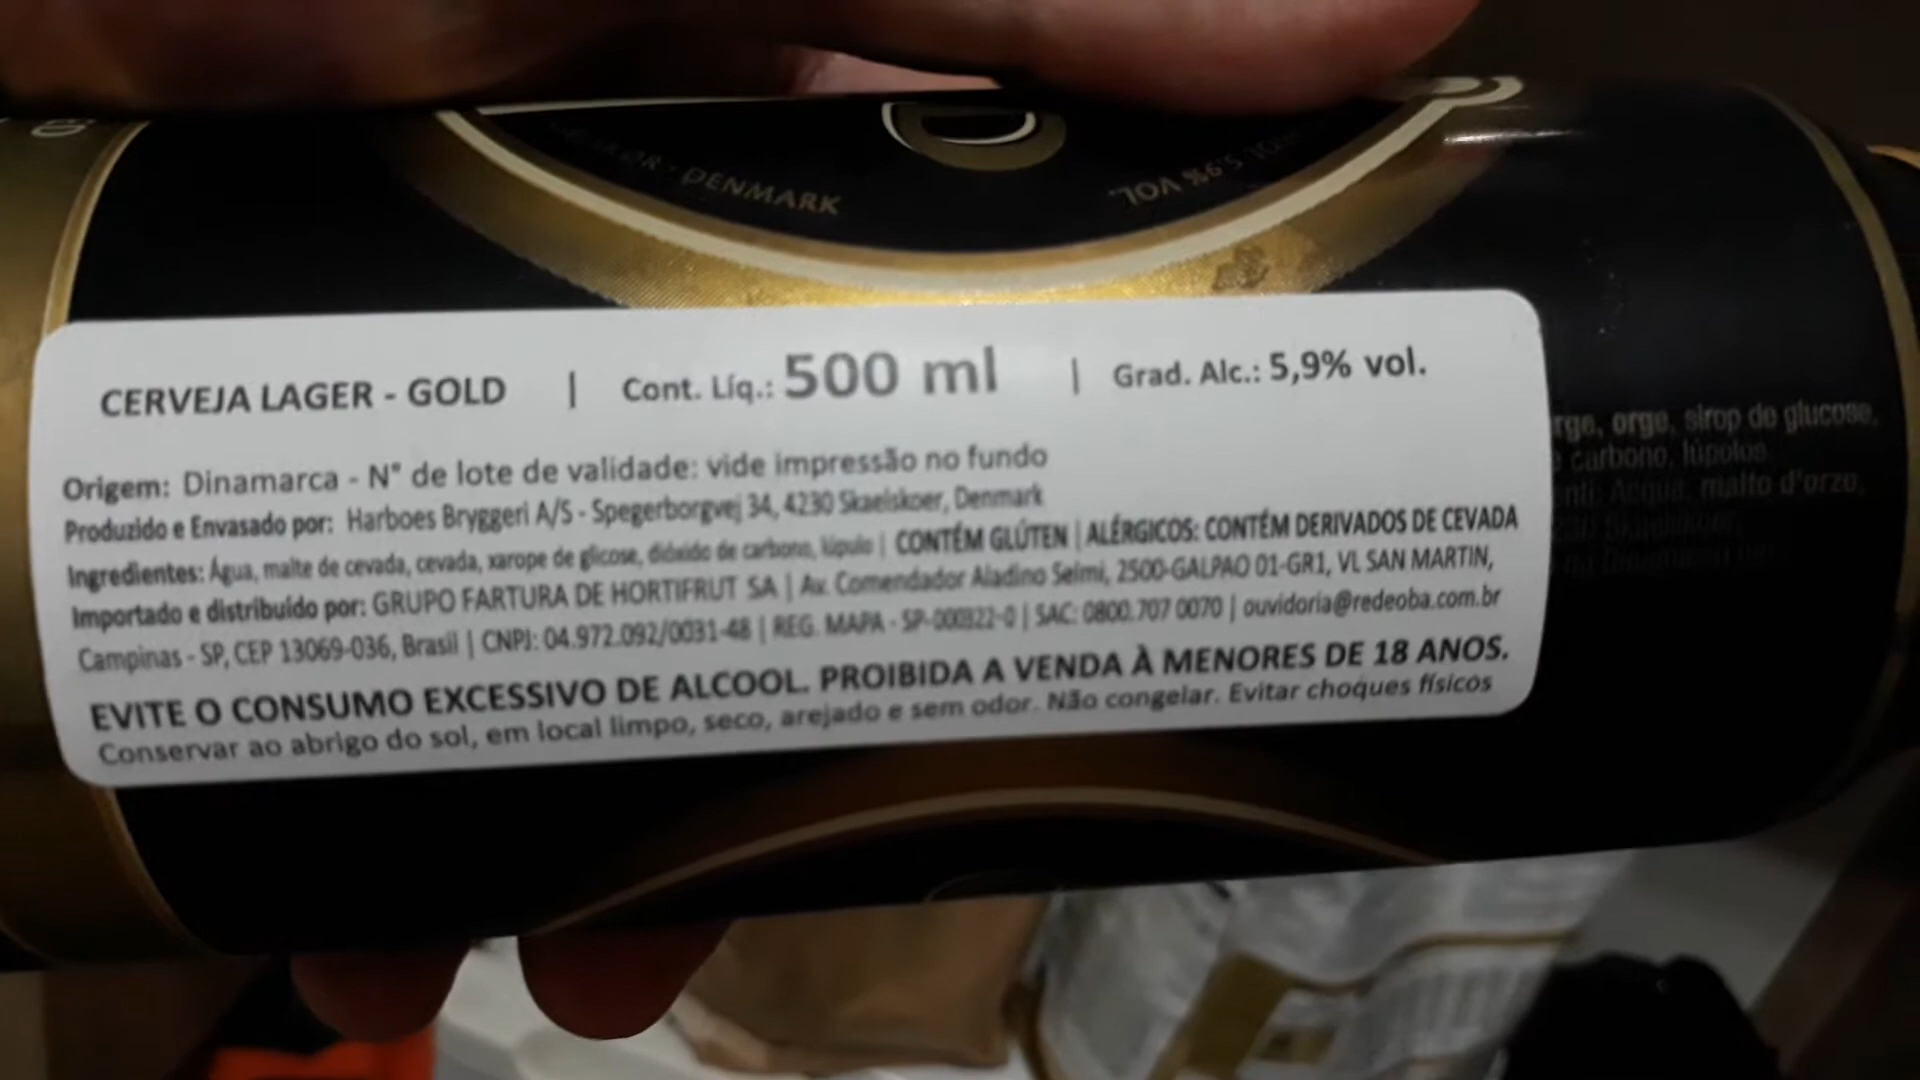 DENMARK
5.9% VOL.
CERVEJA LAGER - GOLD | Cont. Líq.: 500 ml | Grad. Alc.: 5,9% vol.
Origem: Dinamarca - N° de lote de validade: vide impressão no fundo
Produzido e Envasado por: Harboes Bryggeri A/S - Spegerborgvej 34, 4230 Skaelskoer, Denmark
Ingredientes: Água, malte de cevada, cevada, xarope de glicose, dióxido de carbono, lúpulo | CONTÉM GLÚTEN | ALÉRGICOS: CONTÉM DERIVADOS DE CEVADA
Importado e distribuído por: GRUPO FARTURA DE HORTIFRUT SA | Av. Comendador Aladino Selmi, 2500-GALPAO 01-GR1, VL SAN MARTIN,
Campinas - SP, CEP 13069-036, Brasil | CNPJ: 04.972.092/0031-48 | REG. MAPA - SP-000322-0 | SAC: 0800.707 0070 | ouvidoria@redeoba.com.br
EVITE O CONSUMO EXCESSIVO DE ALCOOL. PROIBIDA A VENDA À MENORES DE 18 ANOS.
Conservar ao abrigo do sol, em local limpo, seco, arejado e sem odor. Não congelar. Evitar choques físicos
orge, sirop de glucose,
carbono, lúpulos
Acqua, malto d'orzo,